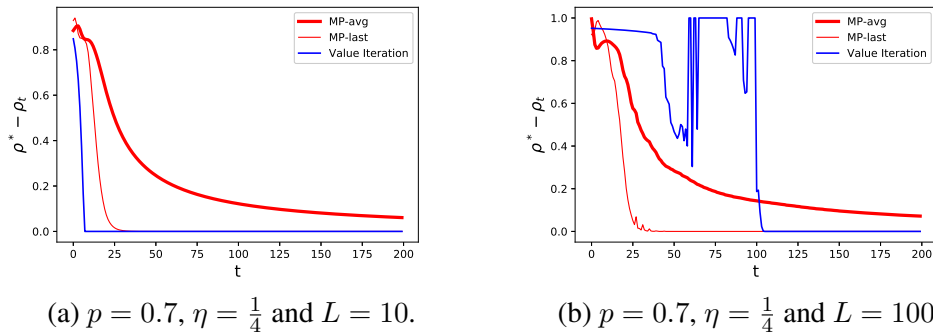 MP-avg
MP-last
Value Iteration
ρ* − ρt
0.8
0.6
0.4
0.2
0.0
0 25 50 75 100 125 150 175 200
t
(a) p = 0.7, η = 1/4 and L = 10.
MP-avg
MP-last
Value Iteration
ρ* − ρt
1.0
0.8
0.6
0.4
0.2
0.0
0 25 50 75 100 125 150 175 200
t
(b) p = 0.7, η = 1/4 and L = 100